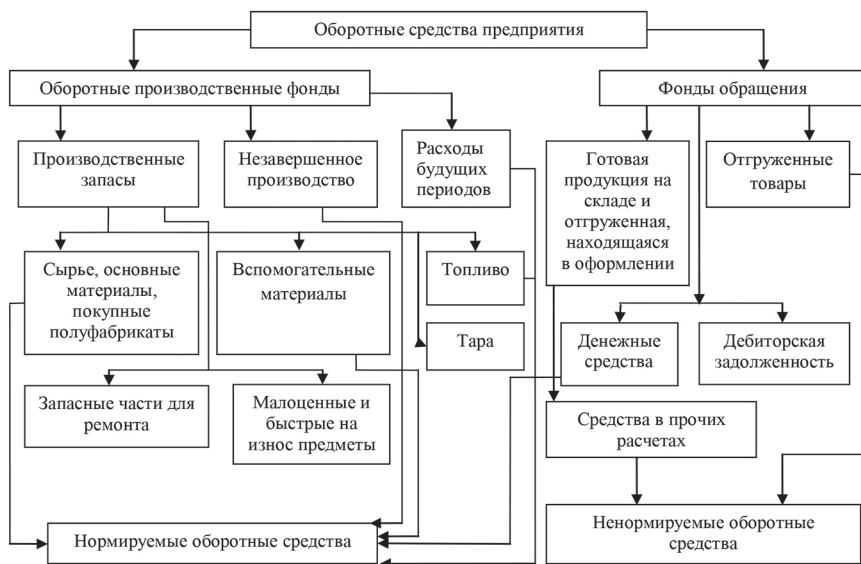 Оборотные средства предприятия
Оборотные производственные фонды
Фонды обращения
Производственные
запасы
Незавершенное
производство
Расходы
будущих
периодов
Готовая
продукция на
складе и
отгруженная,
находящаяся
в оформлении
Отгруженные
товары
Сырье, основные
материалы,
покупные
полуфабрикаты
Вспомогательные
материалы
Топливо
Тара
Денежные
средства
Дебиторская
задолженность
Запасные части для
ремонта
Малоценные и
быстрые на
износ предметы
Средства в прочих
расчетах
Нормируемые оборотные средства
Ненормируемые оборотные
средства